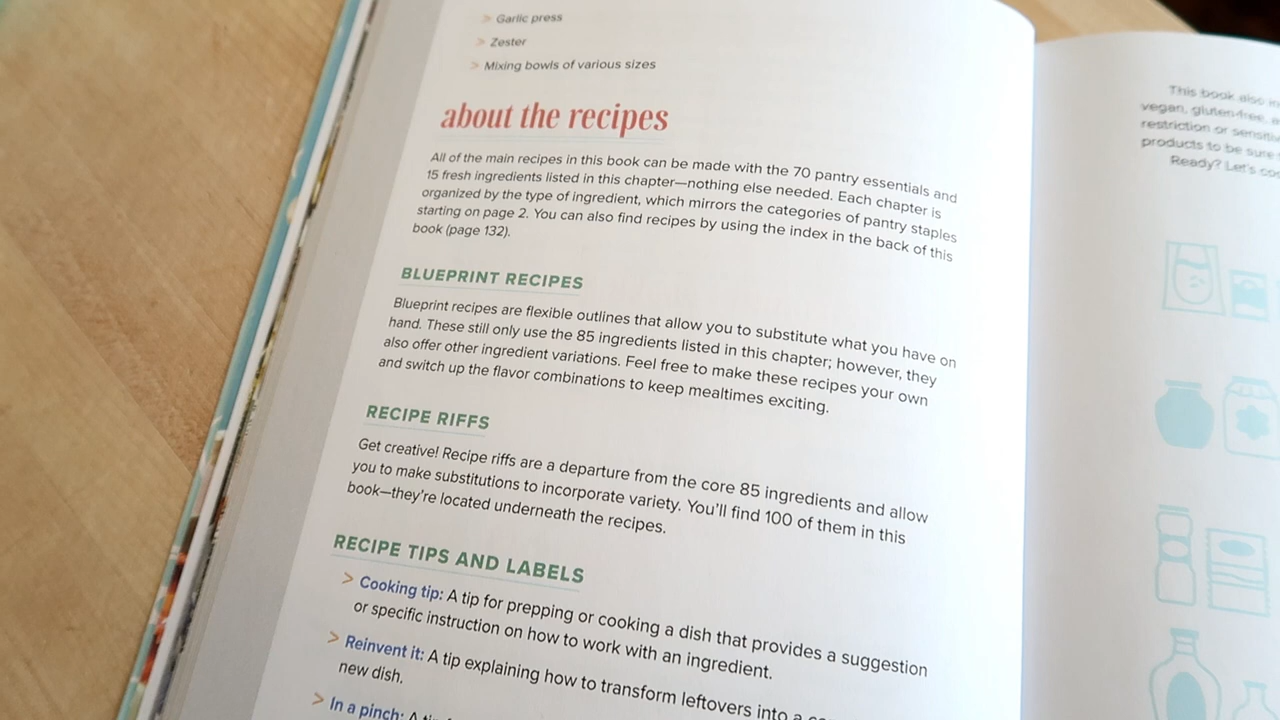 > Garlic press
> Zester
> Mixing bowls of various sizes
about the recipes
All of the main recipes in this book can be made with the 70 pantry essentials and
15 fresh ingredients listed in this chapter—nothing else needed. Each chapter is
organized by the type of ingredient, which mirrors the categories of pantry staples
starting on page 2. You can also find recipes by using the index in the back of this
book (page 132).
BLUEPRINT RECIPES
Blueprint recipes are flexible outlines that allow you to substitute what you have on
hand. These still only use the 85 ingredients listed in this chapter; however, they
also offer other ingredient variations. Feel free to make these recipes your own
and switch up the flavor combinations to keep mealtimes exciting.
RECIPE RIFFS
Get creative! Recipe riffs are a departure from the core 85 ingredients and allow
you to make substitutions to incorporate variety. You'll find 100 of them in this
book—they're located underneath the recipes.
RECIPE TIPS AND LABELS
> Cooking tip: A tip for prepping or cooking a dish that provides a suggestion
or specific instruction on how to work with an ingredient.
> Reinvent it: A tip explaining how to transform leftovers into a
new dish.
> In a pinch: A
This book also
vegan, gluten-free,
restriction or
products to be sure
Ready? Let's